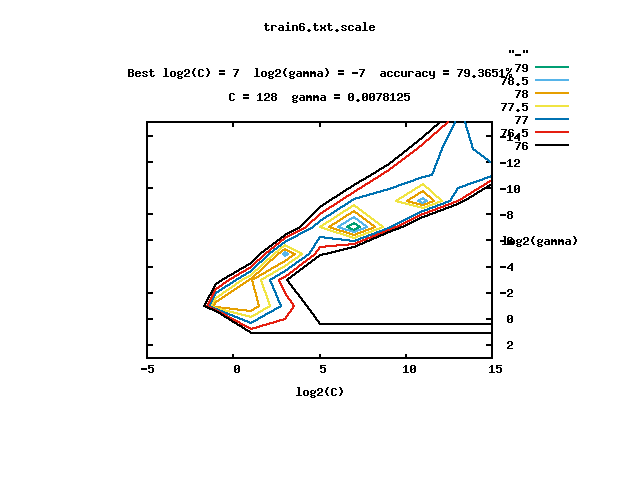 train6.txt.scale
"-"
Best log2(C) = 7  log2(gamma) = -7  accuracy = 79.3651%
79
78.5
78
77.5
77
76.5
76
C = 128  gamma = 0.0078125
-14
-12
-10
-8
-6
log2(gamma)
-4
-2
0
2
-5 0 5 10 15
log2(C)